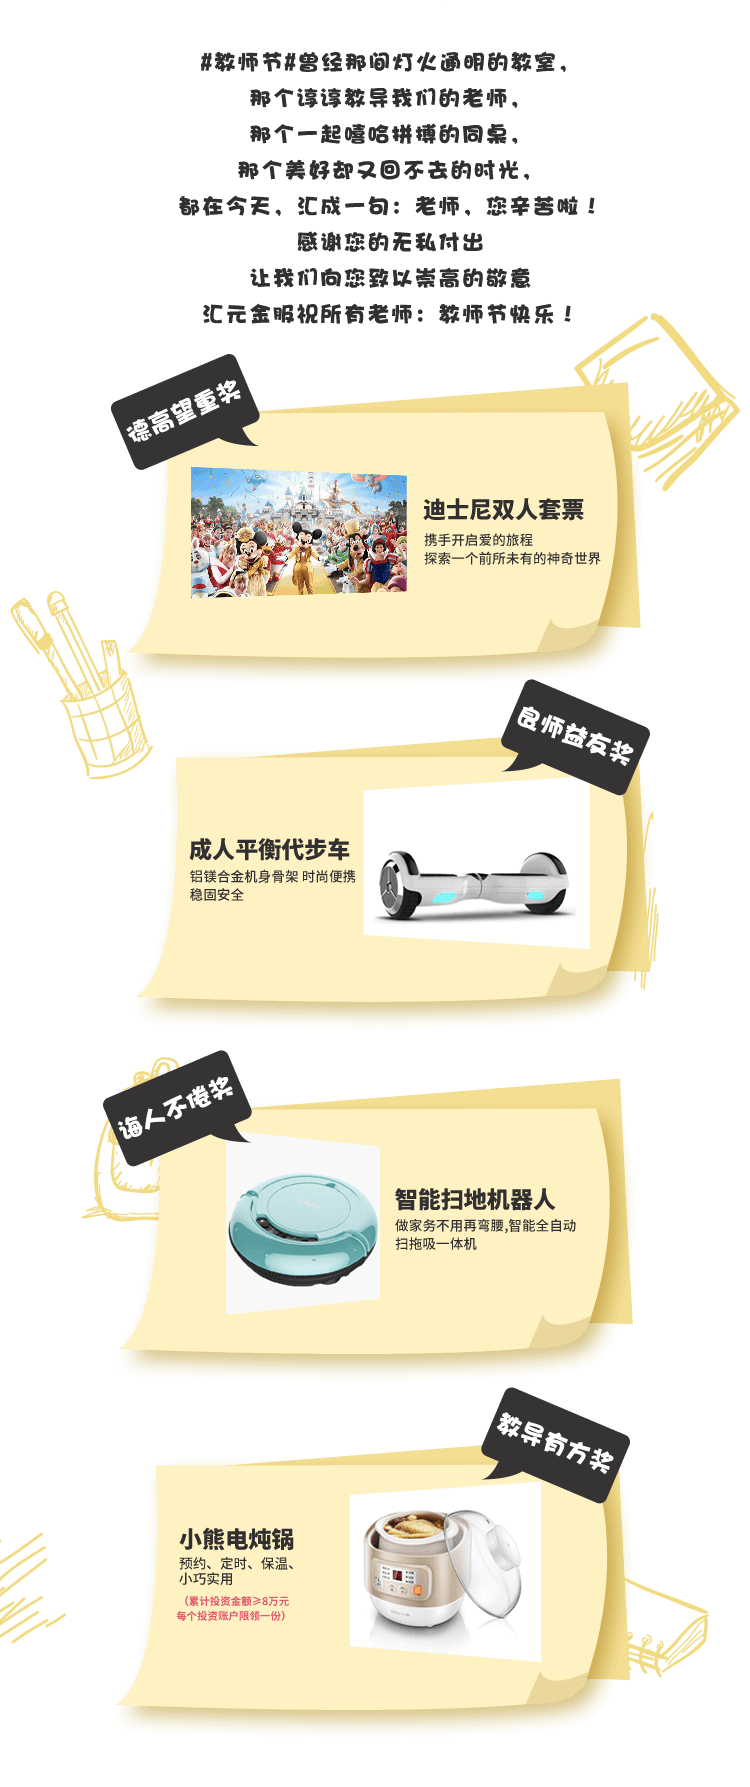 #教师节#曾经那间灯火通明的教室，
那个谆谆教导我们的老师，
那个一起嘻哈拼搏的同桌，
那个美好却又回不去的时光，
都在今天，汇成一句：老师，您辛苦啦！
感谢您的无私付出
让我们向您致以崇高的敬意
汇元金服祝所有老师：教师节快乐！
德高望重奖
迪士尼双人套票
携手开启爱的旅程
探索一个前所未有的神奇世界
良师益友奖
成人平衡代步车
铝镁合金机身骨架 时尚便携
稳固安全
诲人不倦奖
智能扫地机器人
做家务不用再弯腰,智能全自动
扫拖吸一体机
教导有方奖
小熊电炖锅
预约、定时、保温、
小巧实用
（累计投资金额≥8万元
每个投资账户限领一份）